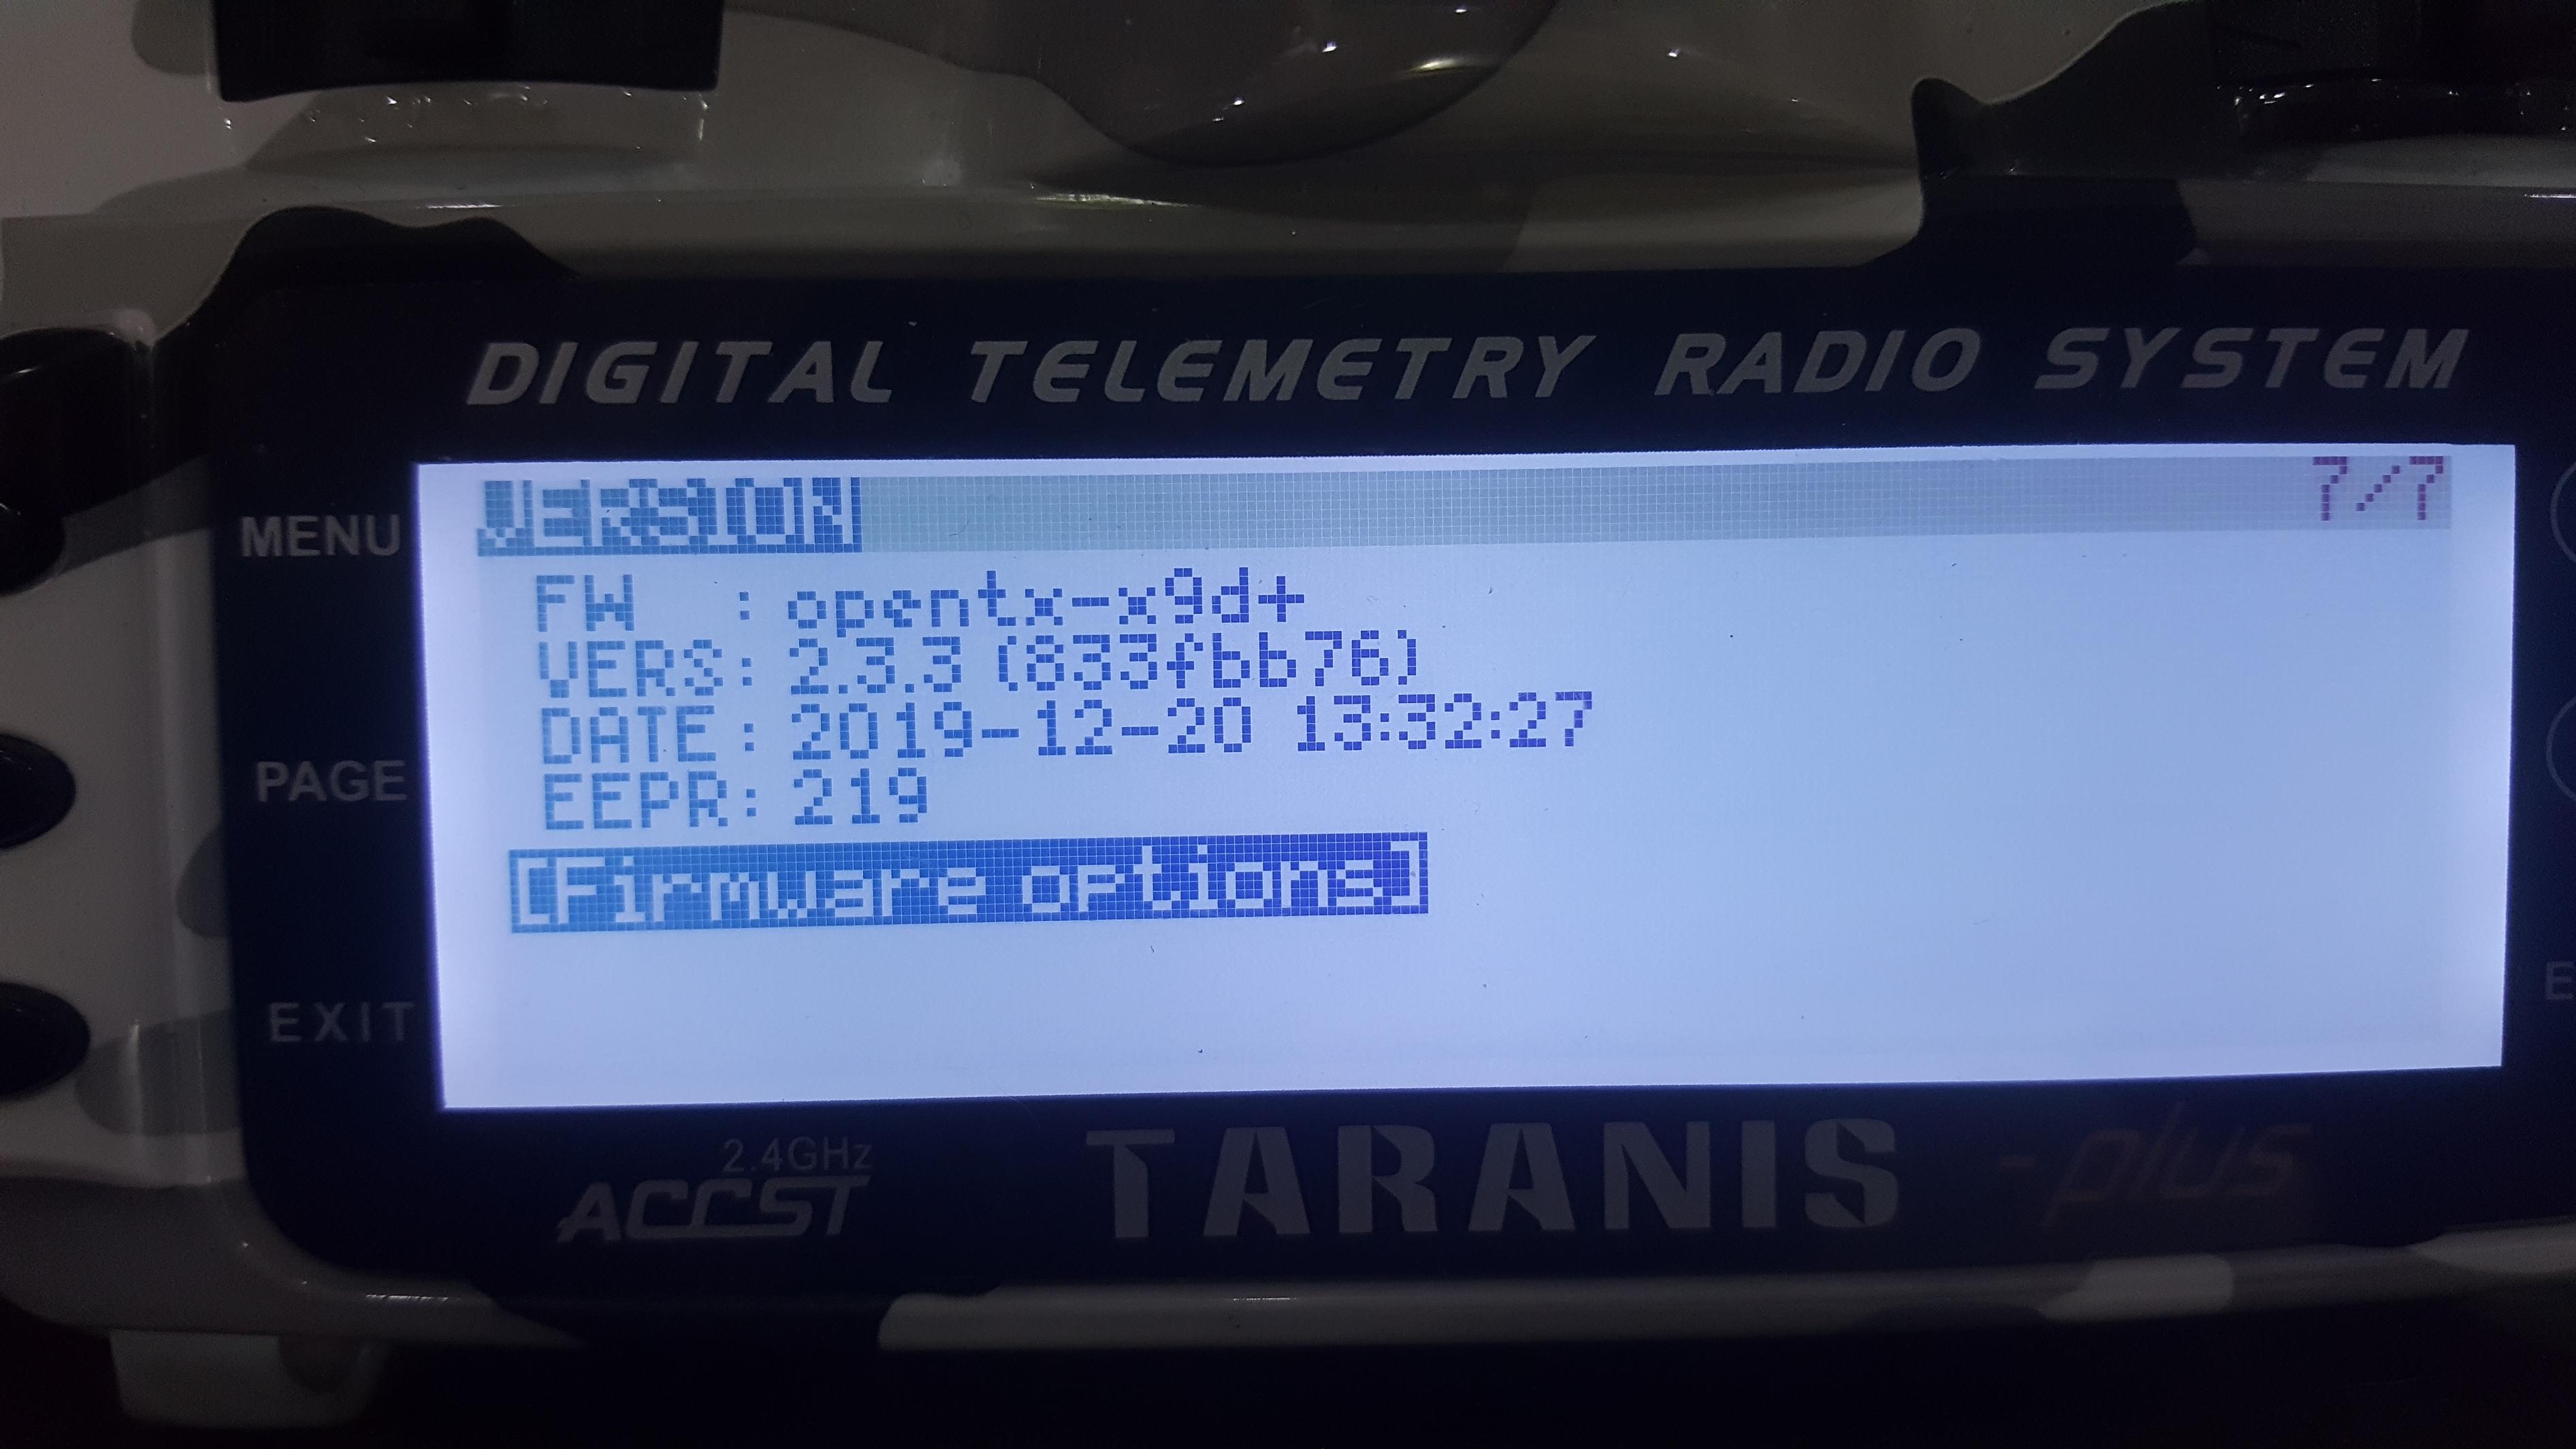 DIGITAL TELEMETRY RADIO SYSTEM
VERSION 7/7
FW : opentx-x9d+
VERS: 2.3.3 (833fbb76)
DATE: 2019-12-20 13:32:27
EEPR: 219
[Firmware options]
MENU
PAGE
EXIT
2.4GHz
ACCST
TARANIS -plus